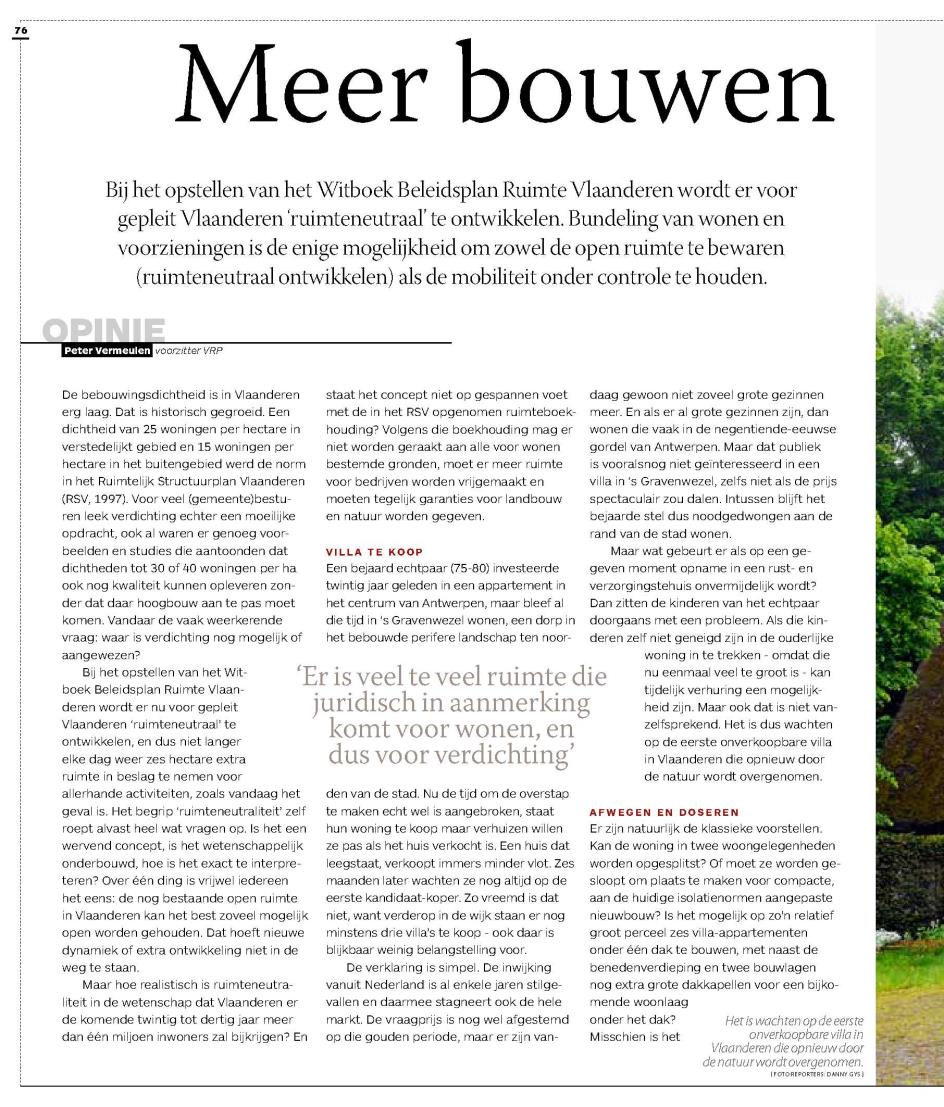 76
Meer bouwen
Bij het opstellen van het Witboek Beleidsplan Ruimte Vlaanderen wordt er voor
gepleit Vlaanderen ‘ruimteneutraal’ te ontwikkelen. Bundeling van wonen en
voorzieningen is de enige mogelijkheid om zowel de open ruimte te bewaren
(ruimteneutraal ontwikkelen) als de mobiliteit onder controle te houden.
OPINIE
Peter Vermeulen voorzitter VRP
De bebouwingsdichtheid is in Vlaanderen
erg laag. Dat is historisch gegroeid. Een
dichtheid van 25 woningen per hectare in
verstedelijkt gebied en 15 woningen per
hectare in het buitengebied werd de norm
in het Ruimtelijk Structuurplan Vlaanderen
(RSV, 1997). Voor veel (gemeente)bestu-
ren leek verdichting echter een moeilijke
opdracht, ook al waren er genoeg voor-
beelden en studies die aantoonden dat
dichtheden tot 30 of 40 woningen per ha
ook nog kwaliteit kunnen opleveren zon-
der dat daar hoogbouw aan te pas moet
komen. Vandaar de vaak weerkerende
vraag: waar is verdichting nog mogelijk of
aangewezen?
Bij het opstellen van het Wit-
boek Beleidsplan Ruimte Vlaan-
deren wordt er nu voor gepleit
Vlaanderen ‘ruimteneutraal’ te
ontwikkelen, en dus niet langer
elke dag weer zes hectare extra
ruimte in beslag te nemen voor
allerhande activiteiten, zoals vandaag het
geval is. Het begrip ‘ruimteneutraliteit’ zelf
roept alvast heel wat vragen op. Is het een
wervend concept, is het wetenschappelijk
onderbouwd, hoe is het exact te interpre-
teren? Over één ding is vrijwel iedereen
het eens: de nog bestaande open ruimte
in Vlaanderen kan het best zoveel mogelijk
open worden gehouden. Dat hoeft nieuwe
dynamiek of extra ontwikkeling niet in de
weg te staan.
Maar hoe realistisch is ruimteneutra-
liteit in de wetenschap dat Vlaanderen er
de komende twintig tot dertig jaar meer
dan één miljoen inwoners zal bijkrijgen? En
staat het concept niet op gespannen voet
met de in het RSV opgenomen ruimteboek-
houding? Volgens die boekhouding mag er
niet worden geraakt aan alle voor wonen
bestemde gronden, moet er meer ruimte
voor bedrijven worden vrijgemaakt en
moeten tegelijk garanties voor landbouw
en natuur worden gegeven.
VILLA TE KOOP
Een bejaard echtpaar (75-80) investeerde
twintig jaar geleden in een appartement in
het centrum van Antwerpen, maar bleef al
die tijd in ’s Gravenwezel wonen, een dorp in
het bebouwde perifere landschap ten noor-
‘Er is veel te veel ruimte die
juridisch in aanmerking
komt voor wonen, en
dus voor verdichting’
den van de stad. Nu de tijd om de overstap
te maken echt wel is aangebroken, staat
hun woning te koop maar verhuizen willen
ze pas als het huis verkocht is. Een huis dat
leegstaat, verkoopt immers minder vlot. Zes
maanden later wachten ze nog altijd op de
eerste kandidaat-koper. Zo vreemd is dat
niet, want verderop in de wijk staan er nog
minstens drie villa’s te koop - ook daar is
blijkbaar weinig belangstelling voor.
De verklaring is simpel. De inwijking
vanuit Nederland is al enkele jaren stilge-
vallen en daarmee stagneert ook de hele
markt. De vraagprijs is nog wel afgestemd
op die gouden periode, maar er zijn van-
daag gewoon niet zoveel grote gezinnen
meer. En als er al grote gezinnen zijn, dan
wonen die vaak in de negentiende-eeuwse
gordel van Antwerpen. Maar dat publiek
is vooralsnog niet geïnteresseerd in een
villa in ’s Gravenwezel, zelfs niet als de prijs
spectaculair zou dalen. Intussen blijft het
bejaarde stel dus noodgedwongen aan de
rand van de stad wonen.
Maar wat gebeurt er als op een ge-
geven moment opname in een rust- en
verzorgingstehuis onvermijdelijk wordt?
Dan zitten de kinderen van het echtpaar
doorgaans met een probleem. Als die kin-
deren zelf niet geneigd zijn in de ouderlijke
woning in te trekken - omdat die
nu eenmaal veel te groot is - kan
tijdelijk verhuring een mogelijk-
heid zijn. Maar ook dat is niet van-
zelfsprekend. Het is dus wachten
op de eerste onverkoopbare villa
in Vlaanderen die opnieuw door
de natuur wordt overgenomen.
AFWEGEN EN DOSEREN
Er zijn natuurlijk de klassieke voorstellen.
Kan de woning in twee woongelegenheden
worden opgesplitst? Of moet ze worden ge-
sloopt om plaats te maken voor compacte,
aan de huidige isolatienormen aangepaste
nieuwbouw? Is het mogelijk op zo’n relatief
groot perceel zes villa-appartementen
onder één dak te bouwen, met naast de
benedenverdieping en twee bouwlagen
nog extra grote dakkapellen voor een bijko-
mende woonlaag
onder het dak?
Misschien is het
Het is wachten op de eerste
onverkoopbare villa in
Vlaanderen die opnieuw door
de natuur wordt overgenomen.
[ FOTO REPORTERS: DANNY GYS ]